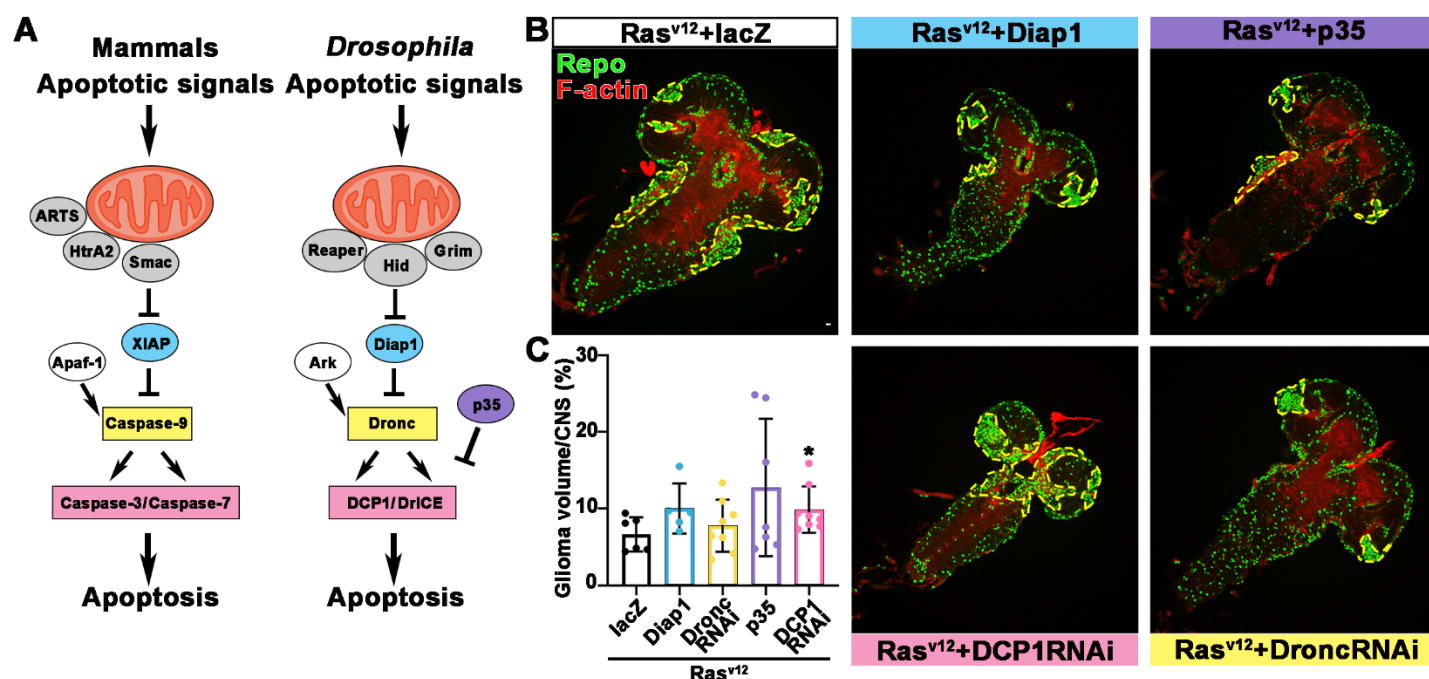 A
Mammals
Apoptotic signals
ARTS
HtrA2
Smac
XIAP
Apaf-1
Caspase-9
Caspase-3/Caspase-7
Apoptosis
Drosophila
Apoptotic signals
Reaper
Hid
Grim
Diap1
Ark
Dronc
p35
DCP1/DrICE
Apoptosis
B
Rasv12+lacZ
Repo
F-actin
Rasv12+Diap1
Rasv12+p35
C
Glioma volume/CNS (%)
30
20
10
0
lacZ
Diap1
Dronc
RNAi
p35
DCP1
RNAi
*
Rasv12
Rasv12+DCP1RNAi
Rasv12+DroncRNAi